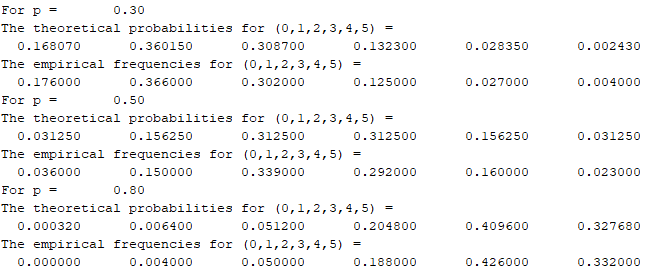 For p =       0.30
The theoretical probabilities for (0,1,2,3,4,5) =
  0.168070      0.360150      0.308700      0.132300      0.028350      0.002430
The empirical frequencies for (0,1,2,3,4,5) =
  0.176000      0.366000      0.302000      0.125000      0.027000      0.004000
For p =       0.50
The theoretical probabilities for (0,1,2,3,4,5) =
  0.031250      0.156250      0.312500      0.312500      0.156250      0.031250
The empirical frequencies for (0,1,2,3,4,5) =
  0.036000      0.150000      0.339000      0.292000      0.160000      0.023000
For p =       0.80
The theoretical probabilities for (0,1,2,3,4,5) =
  0.000320      0.006400      0.051200      0.204800      0.409600      0.327680
The empirical frequencies for (0,1,2,3,4,5) =
  0.000000      0.004000      0.050000      0.188000      0.426000      0.332000